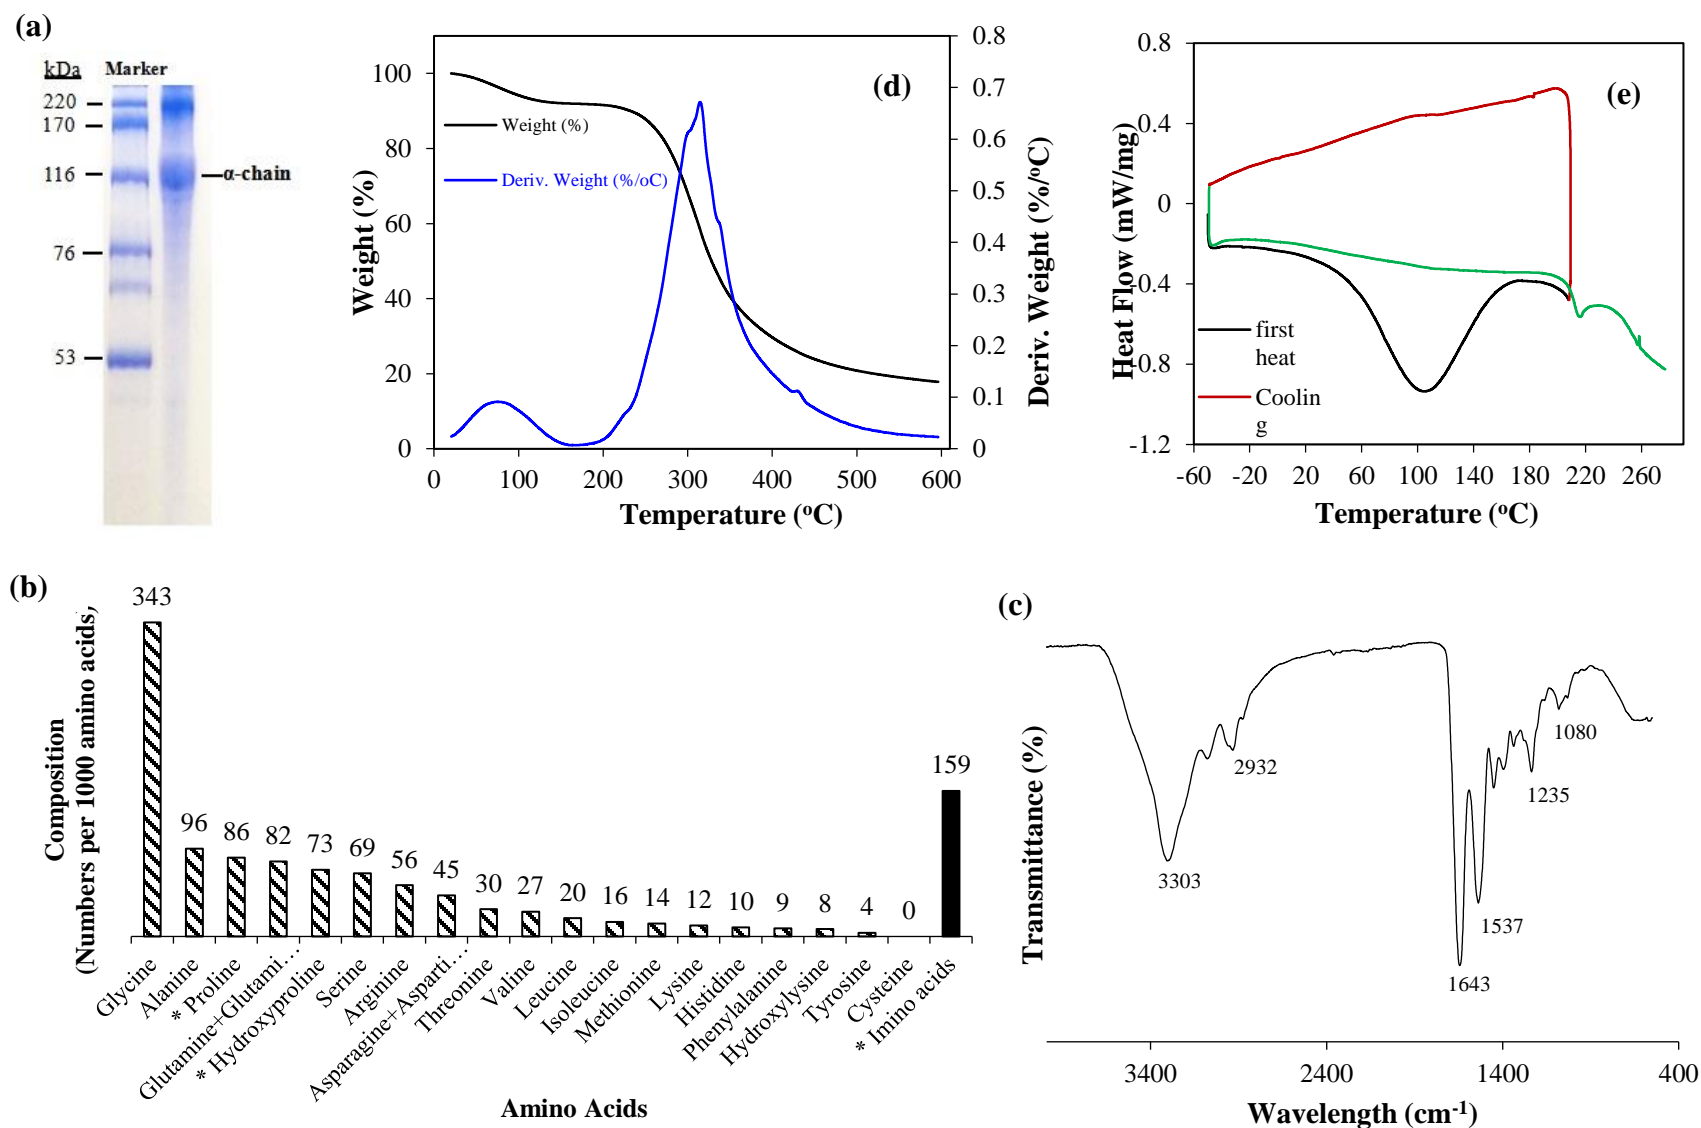 (a)
kDa Marker
220
170
116
α-chain
76
53
(d)
Weight (%)
Deriv. Weight (%/oC)
Weight (%)
100
80
60
40
20
0
0.8
0.7
0.6
0.5
0.4
0.3
0.2
0.1
0
Deriv. Weight (%/ºC)
0 100 200 300 400 500 600
Temperature (ºC)
(e)
Heat Flow (mW/mg)
0.8
0.4
0
-0.4
-0.8
-1.2
first
heat
Coolin
g
-60 -20 20 60 100 140 180 220 260
Temperature (ºC)
(b)
Composition
(Numbers per 1000 amino acids)
343 96 86 82 73 69 56 45 30 27 20 16 14 12 10 9 8 4 0 159
Glycine
Alanine
* Proline
Glutamine+Glutami…
* Hydroxyproline
Serine
Arginine
Asparagine+Asparti…
Threonine
Valine
Leucine
Isoleucine
Methionine
Lysine
Histidine
Phenylalanine
Hydroxylysine
Tyrosine
Cysteine
* Imino acids
Amino Acids
(c)
Transmittance (%)
3303
2932
1643
1537
1235
1080
3400 2400 1400 400
Wavelength (cm-1)